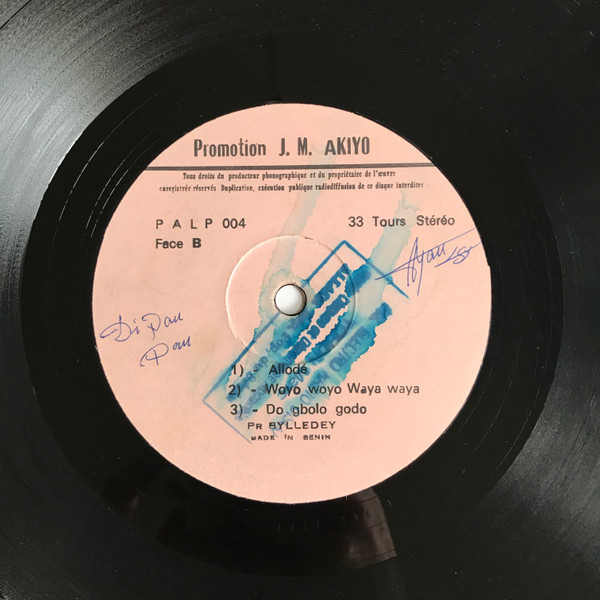 Promotion J. M. AKIYO
Tous droits du producteur phonographique et du propriétaire de l'œuvre
enregistrée réservés Duplication, exécution publique radiodiffusion de ce disque interdites
P A L P 004 33 Tours Stéréo
Face B
1) - Allodé
2) - Woyo woyo Waya waya
3) - Do gbolo godo
PR BYLLEDEY
MADE IN BENIN